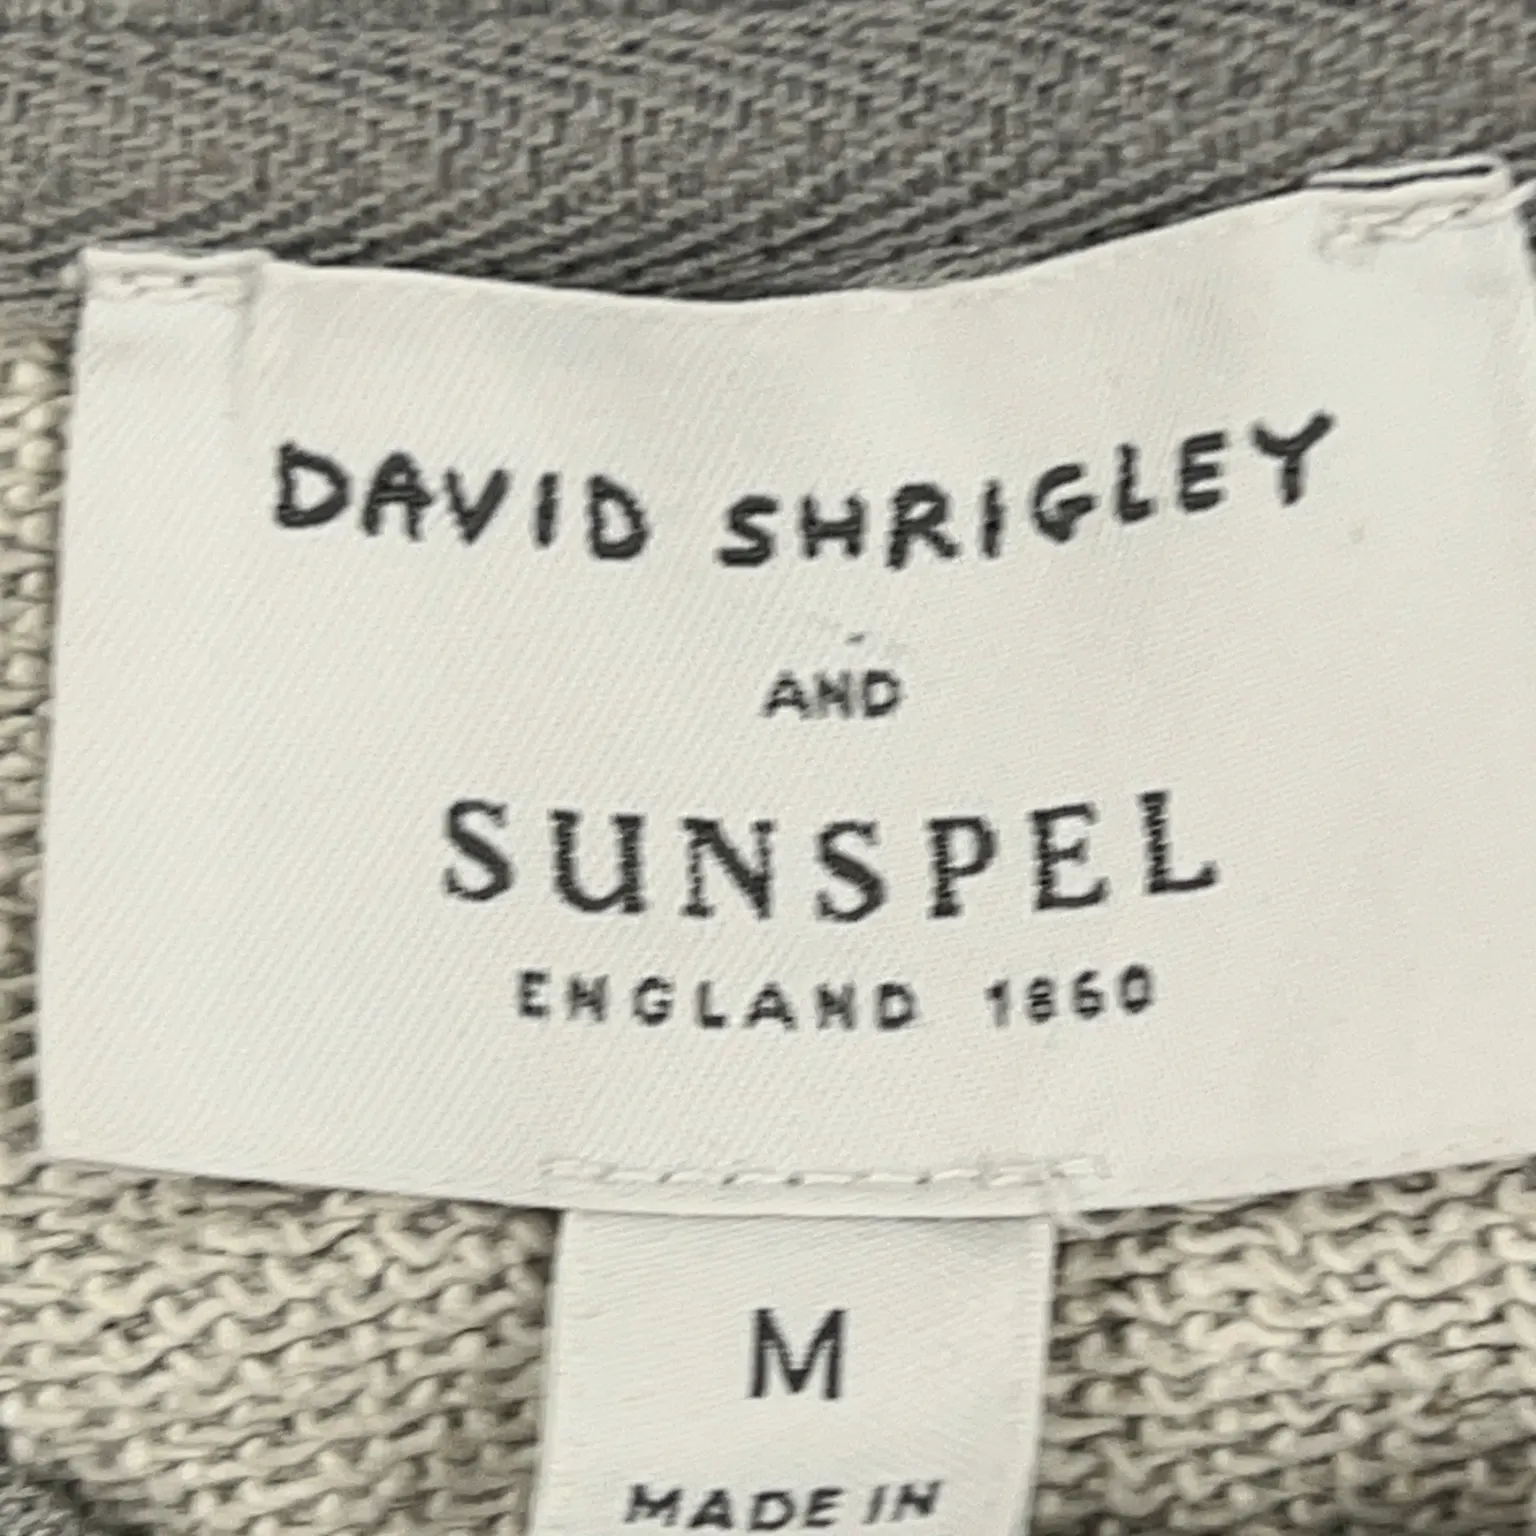 DAVID SHRIGLEY
AND
SUNSPEL
ENGLAND 1860
M
MADE IN